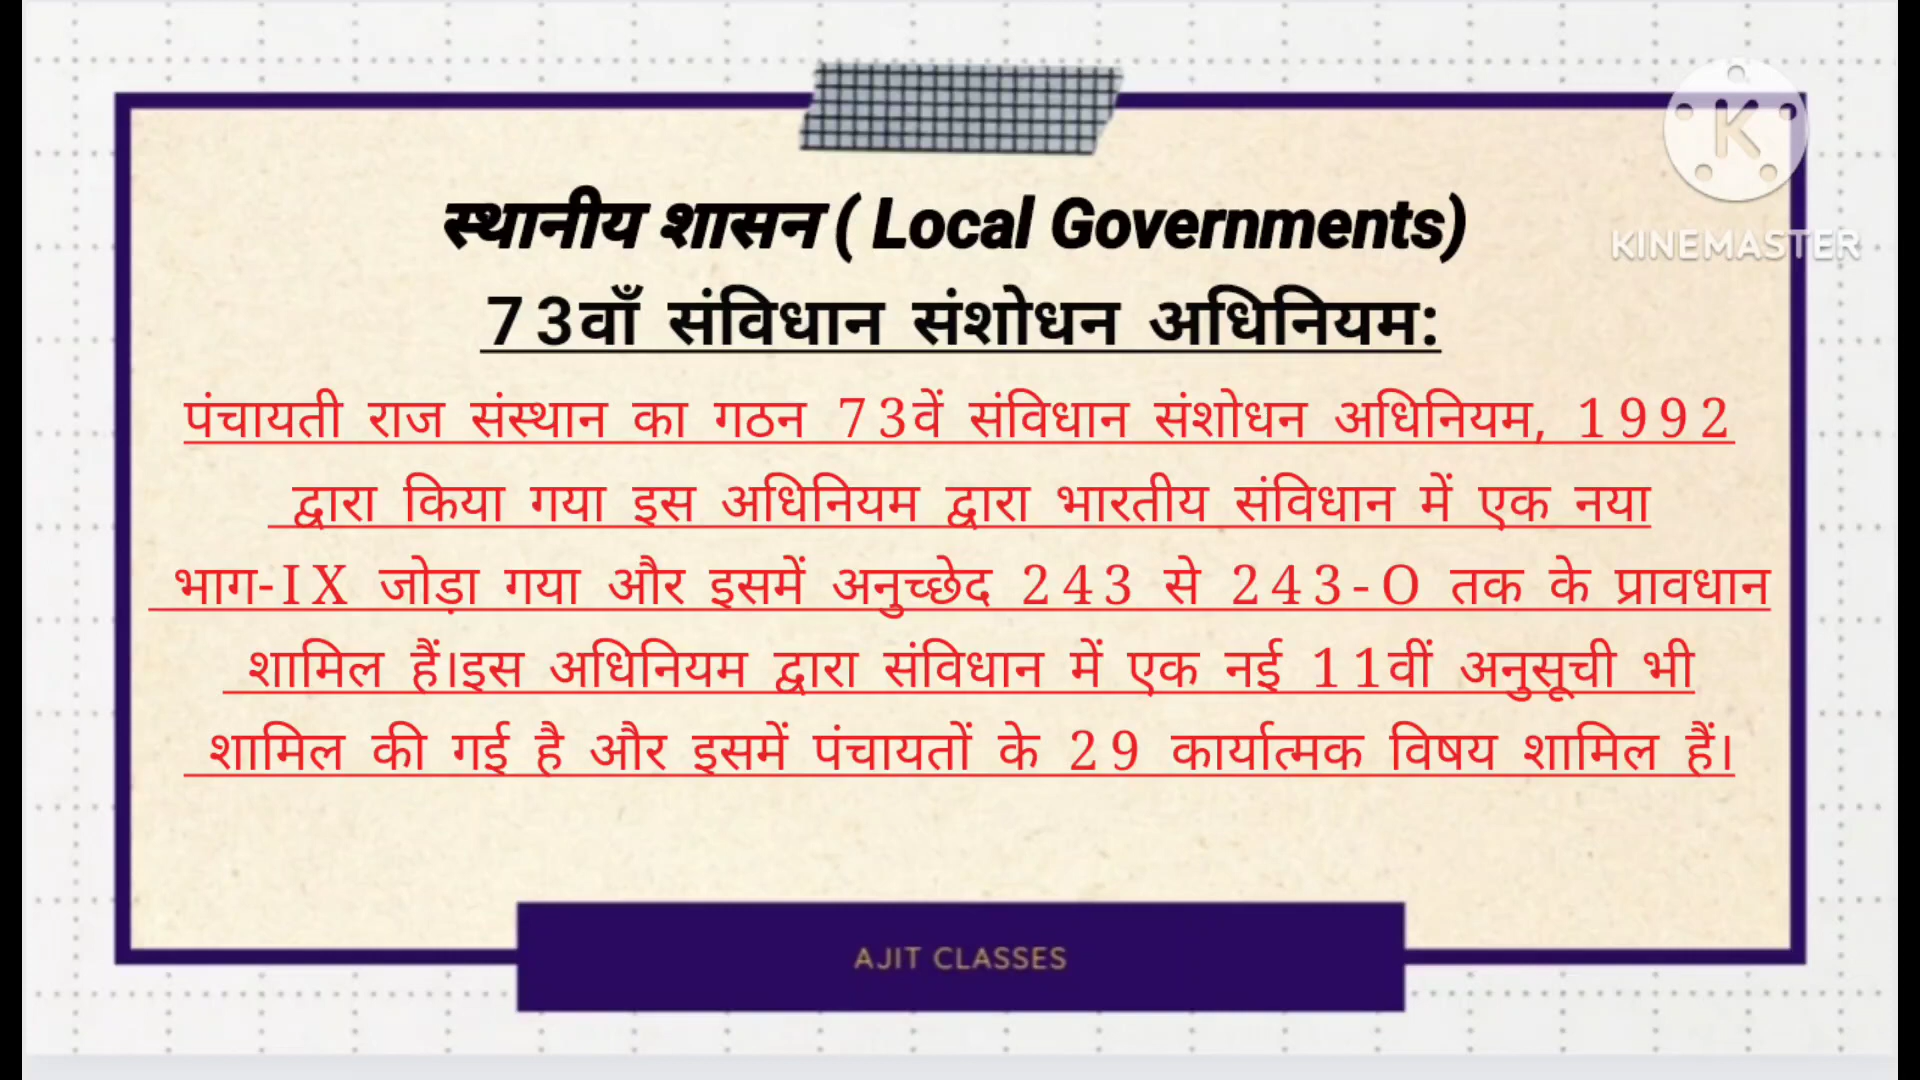 स्थानीय शासन ( Local Governments)
73वाँ संविधान संशोधन अधिनियम:
पंचायती राज संस्थान का गठन 73वें संविधान संशोधन अधिनियम, 1992
द्वारा किया गया इस अधिनियम द्वारा भारतीय संविधान में एक नया
भाग-IX जोड़ा गया और इसमें अनुच्छेद 243 से 243-O तक के प्रावधान
शामिल हैं।इस अधिनियम द्वारा संविधान में एक नई 11वीं अनुसूची भी
शामिल की गई है और इसमें पंचायतों के 29 कार्यात्मक विषय शामिल हैं।
AJIT CLASSES
K
KINEMASTER